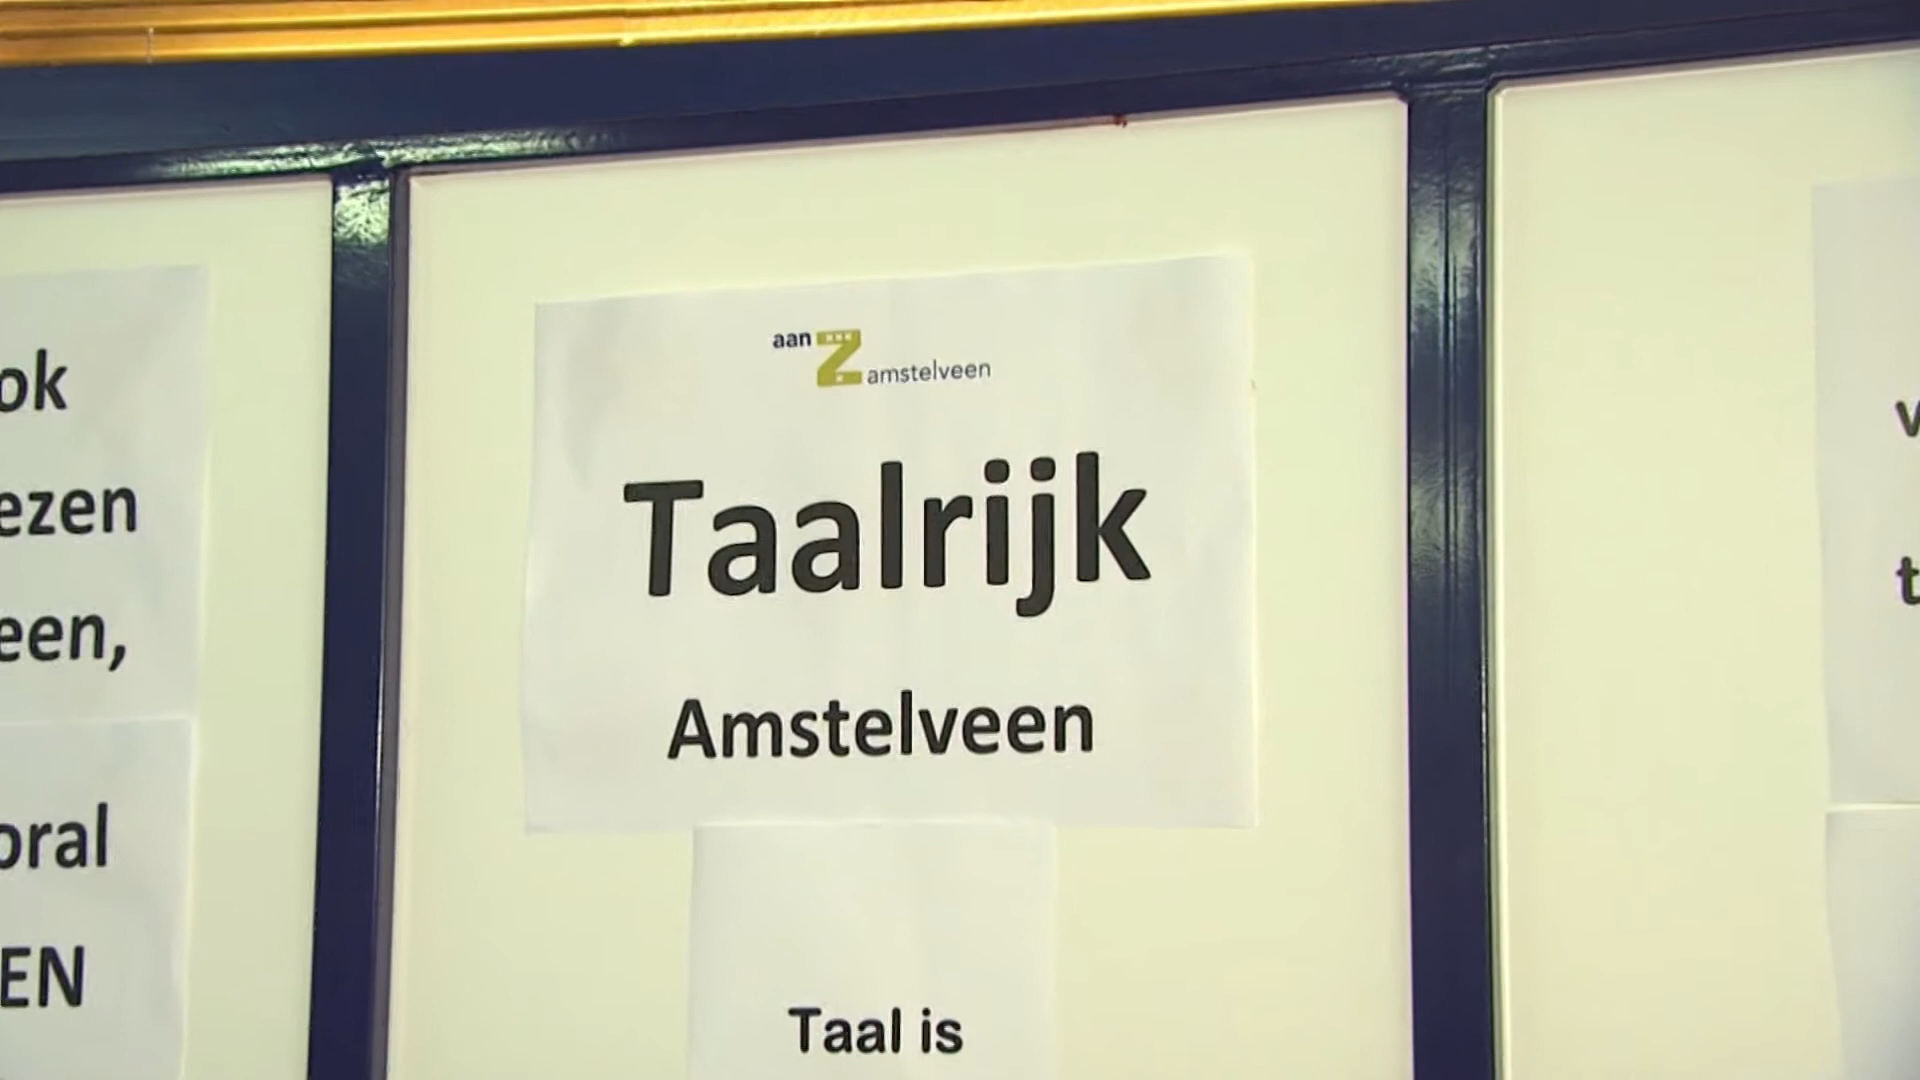 ok
ezen
een,
oral
EN
aan Z amstelveen
Taalrijk
Amstelveen
Taal is
v
t